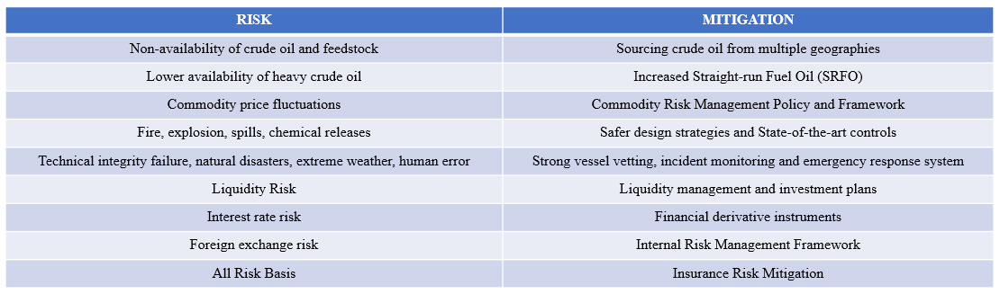 RISK MITIGATION
Non-availability of crude oil and feedstock Sourcing crude oil from multiple geographies
Lower availability of heavy crude oil Increased Straight-run Fuel Oil (SRFO)
Commodity price fluctuations Commodity Risk Management Policy and Framework
Fire, explosion, spills, chemical releases Safer design strategies and State-of-the-art controls
Technical integrity failure, natural disasters, extreme weather, human error Strong vessel vetting, incident monitoring and emergency response system
Liquidity Risk Liquidity management and investment plans
Interest rate risk Financial derivative instruments
Foreign exchange risk Internal Risk Management Framework
All Risk Basis Insurance Risk Mitigation